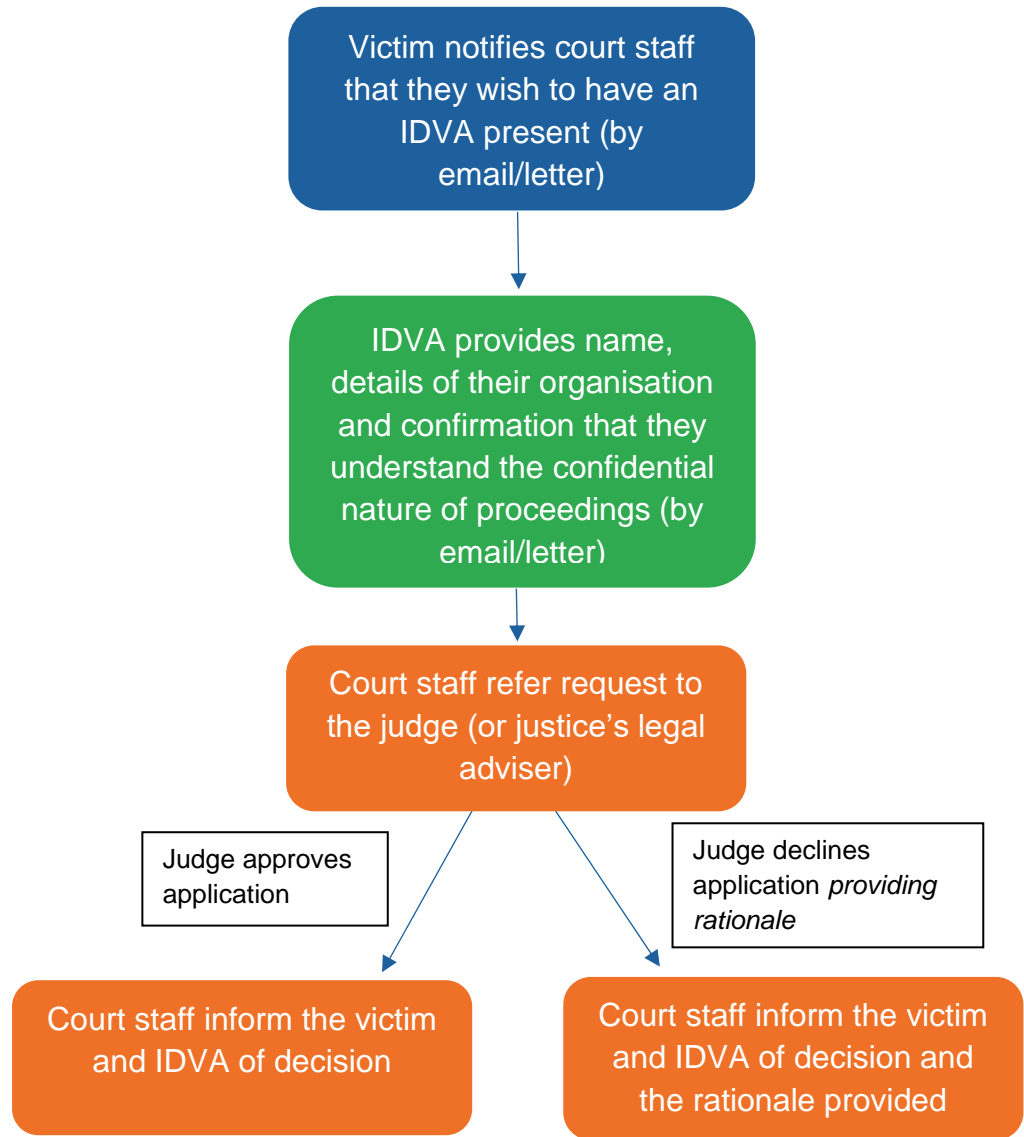 Victim notifies court staff
that they wish to have an
IDVA present (by
email/letter)
IDVA provides name,
details of their organisation
and confirmation that they
understand the confidential
nature of proceedings (by
email/letter)
Court staff refer request to
the judge (or justice’s legal
adviser)
Judge approves
application
Judge declines
application providing
rationale
Court staff inform the victim
and IDVA of decision
Court staff inform the victim
and IDVA of decision and
the rationale provided